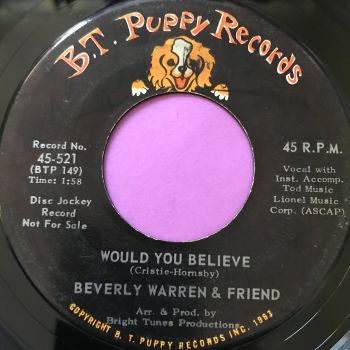 B.T. PUPPY RECORDS
Record No.
45-521
(BTP 149)
Time: 1:58
Disc Jockey
Record
Not For Sale
45 R.P.M.
Vocal with
Inst. Accomp.
Tod Music
Lionel Music
Corp. (ASCAP)
WOULD YOU BELIEVE
(Cristie-Hornsby)
BEVERLY WARREN & FRIEND
Arr. & Prod. by
Bright Tunes Productions
COPYRIGHT B. T. PUPPY RECORDS INC. 1963